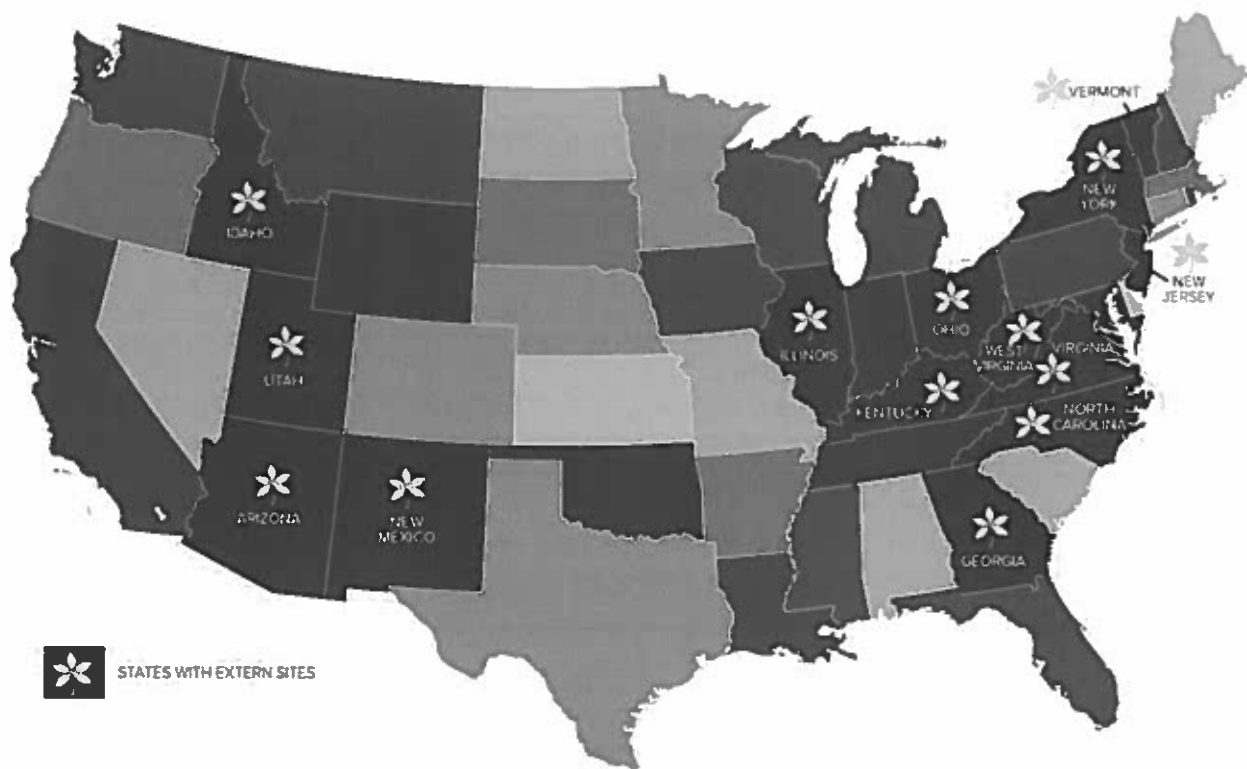 VERMONT
NEW
YORK
IDAHO
NEW
JERSEY
OHIO
ILLINOIS
WEST
VIRGINIA
VIRGINIA
UTAH
KENTUCKY
NORTH
CAROLINA
ARIZONA
NEW
MEXICO
GEORGIA
STATES WITH EXTERN SITES